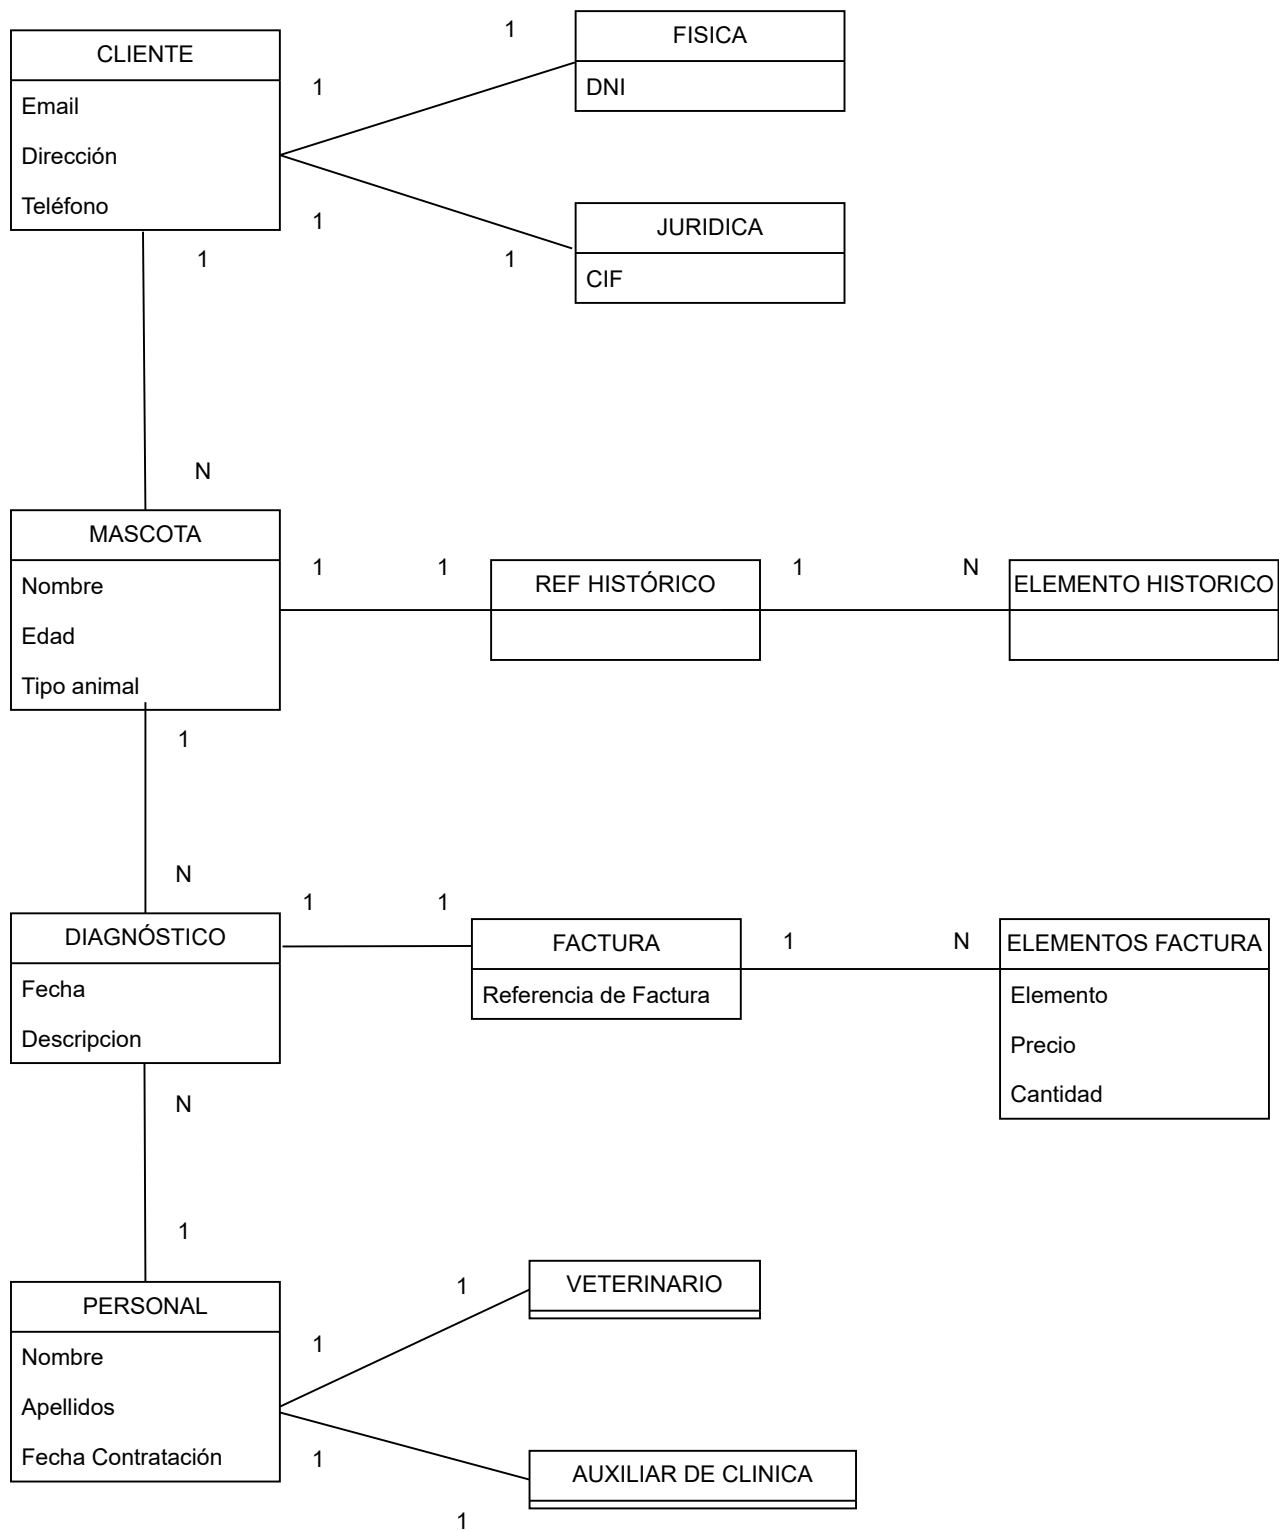 CLIENTE
Email
Dirección
Teléfono
1
1
FISICA
DNI
1
1
JURIDICA
CIF
1
N
MASCOTA
Nombre
Edad
Tipo animal
1
1
REF HISTÓRICO
1
N
ELEMENTO HISTORICO
1
N
DIAGNÓSTICO
Fecha
Descripcion
1
1
FACTURA
Referencia de Factura
1
N
ELEMENTOS FACTURA
Elemento
Precio
Cantidad
N
1
PERSONAL
Nombre
Apellidos
Fecha Contratación
1
1
VETERINARIO
1
1
AUXILIAR DE CLINICA